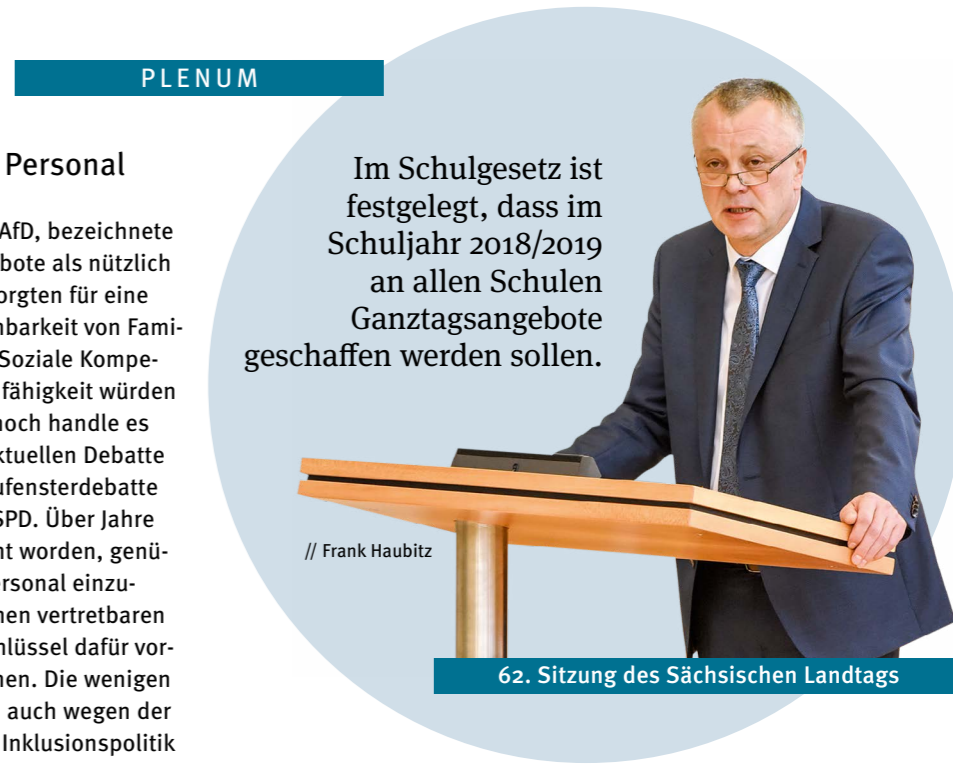 PLENUM
Personal
AfD, bezeichnete
bote als nützlich
orgten für eine
nbarkeit von Fami-
Soziale Kompe-
fähigkeit würden
noch handle es
ktuellen Debatte
ufensterdebatte
SPD. Über Jahre
nt worden, genü-
ersonal einzu-
nen vertretbaren
hlüssel dafür vor-
nen. Die wenigen
auch wegen der
Inklusionspolitik
Im Schulgesetz ist
festgelegt, dass im
Schuljahr 2018/2019
an allen Schulen
Ganztagsangebote
geschaffen werden sollen.
// Frank Haubitz
62. Sitzung des Sächsischen Landtags